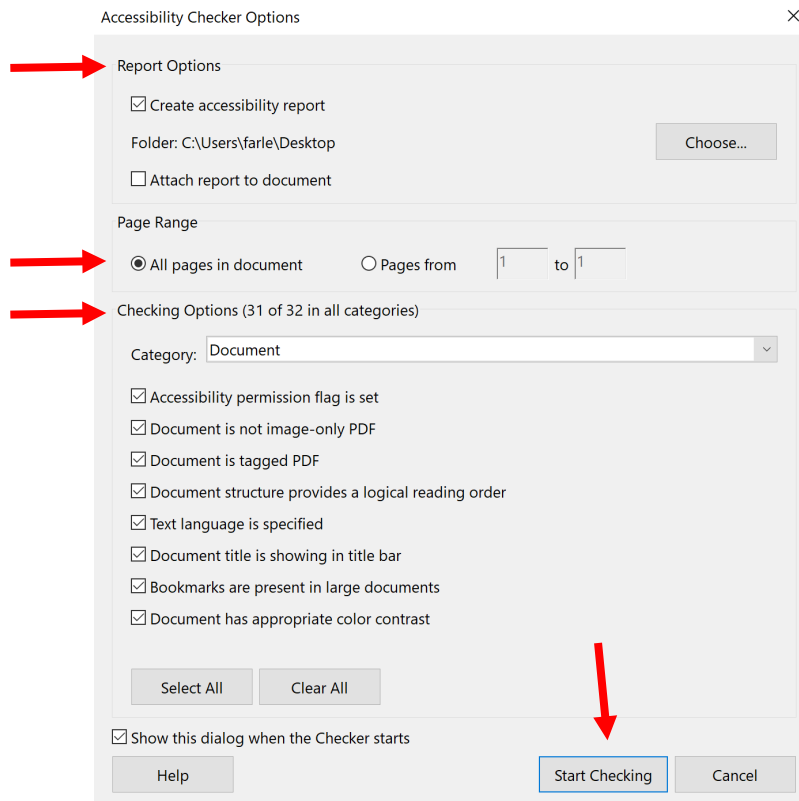 Accessibility Checker Options
Report Options
Create accessibility report
Folder: C:\Users\farle\Desktop
Choose...
Attach report to document
Page Range
All pages in document Pages from 1 to 1
Checking Options (31 of 32 in all categories)
Category: Document
Accessibility permission flag is set
Document is not image-only PDF
Document is tagged PDF
Document structure provides a logical reading order
Text language is specified
Document title is showing in title bar
Bookmarks are present in large documents
Document has appropriate color contrast
Select All Clear All
Show this dialog when the Checker starts
Help Start Checking Cancel